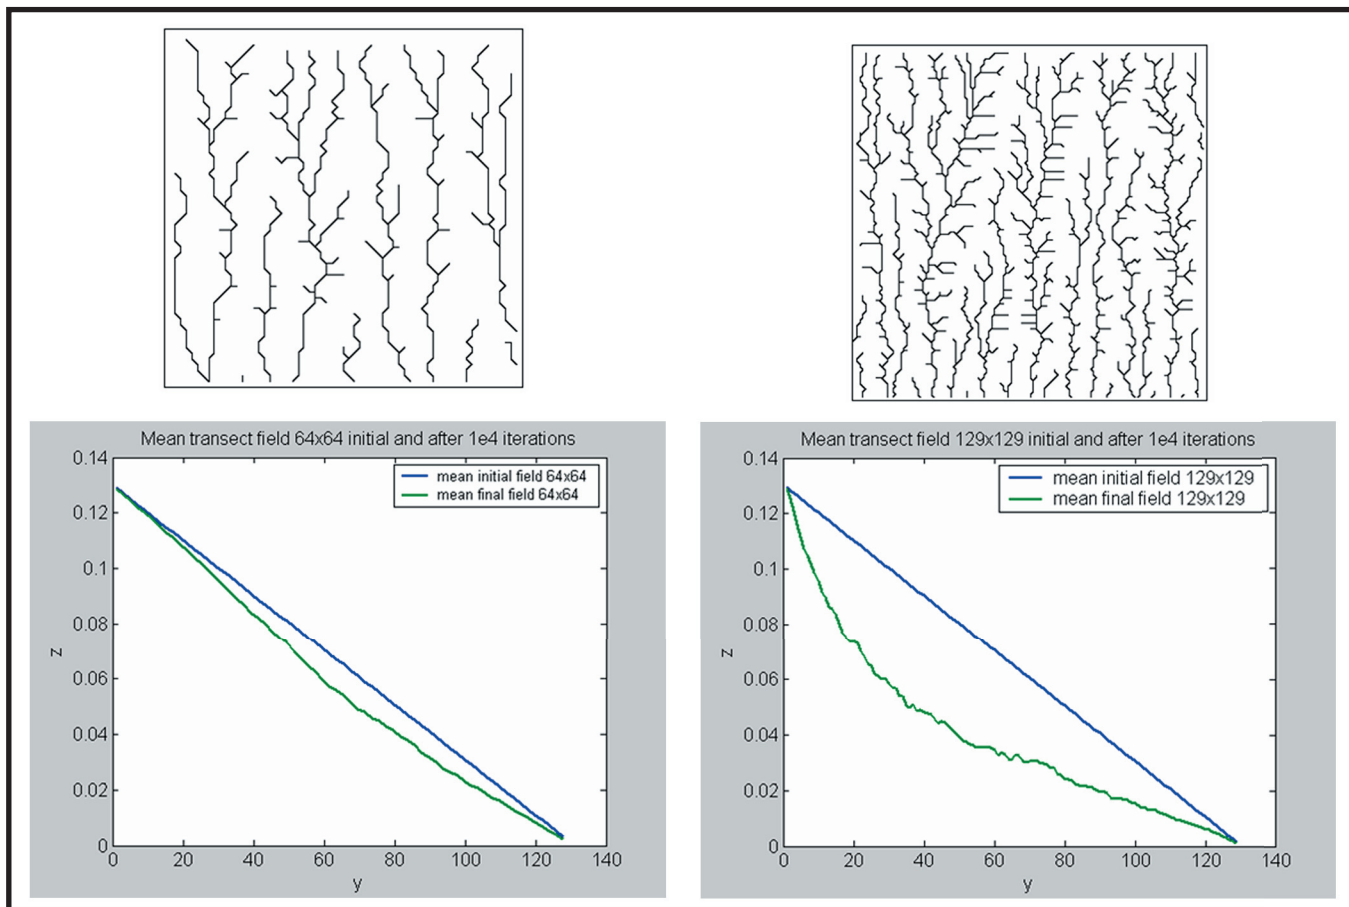 Mean transect field 64x64 initial and after 1e4 iterations
0.14
0.12
0.1
0.08
0.06
0.04
0.02
0
z
mean initial field 64x64
mean final field 64x64
0 20 40 60 80 100 120 140
y
Mean transect field 129x129 initial and after 1e4 iterations
0.14
0.12
0.1
0.08
0.06
0.04
0.02
0
z
mean initial field 129x129
mean final field 129x129
0 20 40 60 80 100 120 140
y